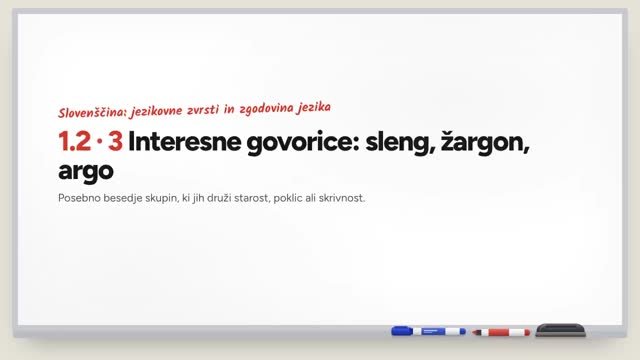 Slovenščina: jezikovne zvrsti in zgodovina jezika
1.2 · 3 Interesne govorice: sleng, žargon,
argo
Posebno besedje skupin, ki jih druži starost, poklic ali skrivnost.